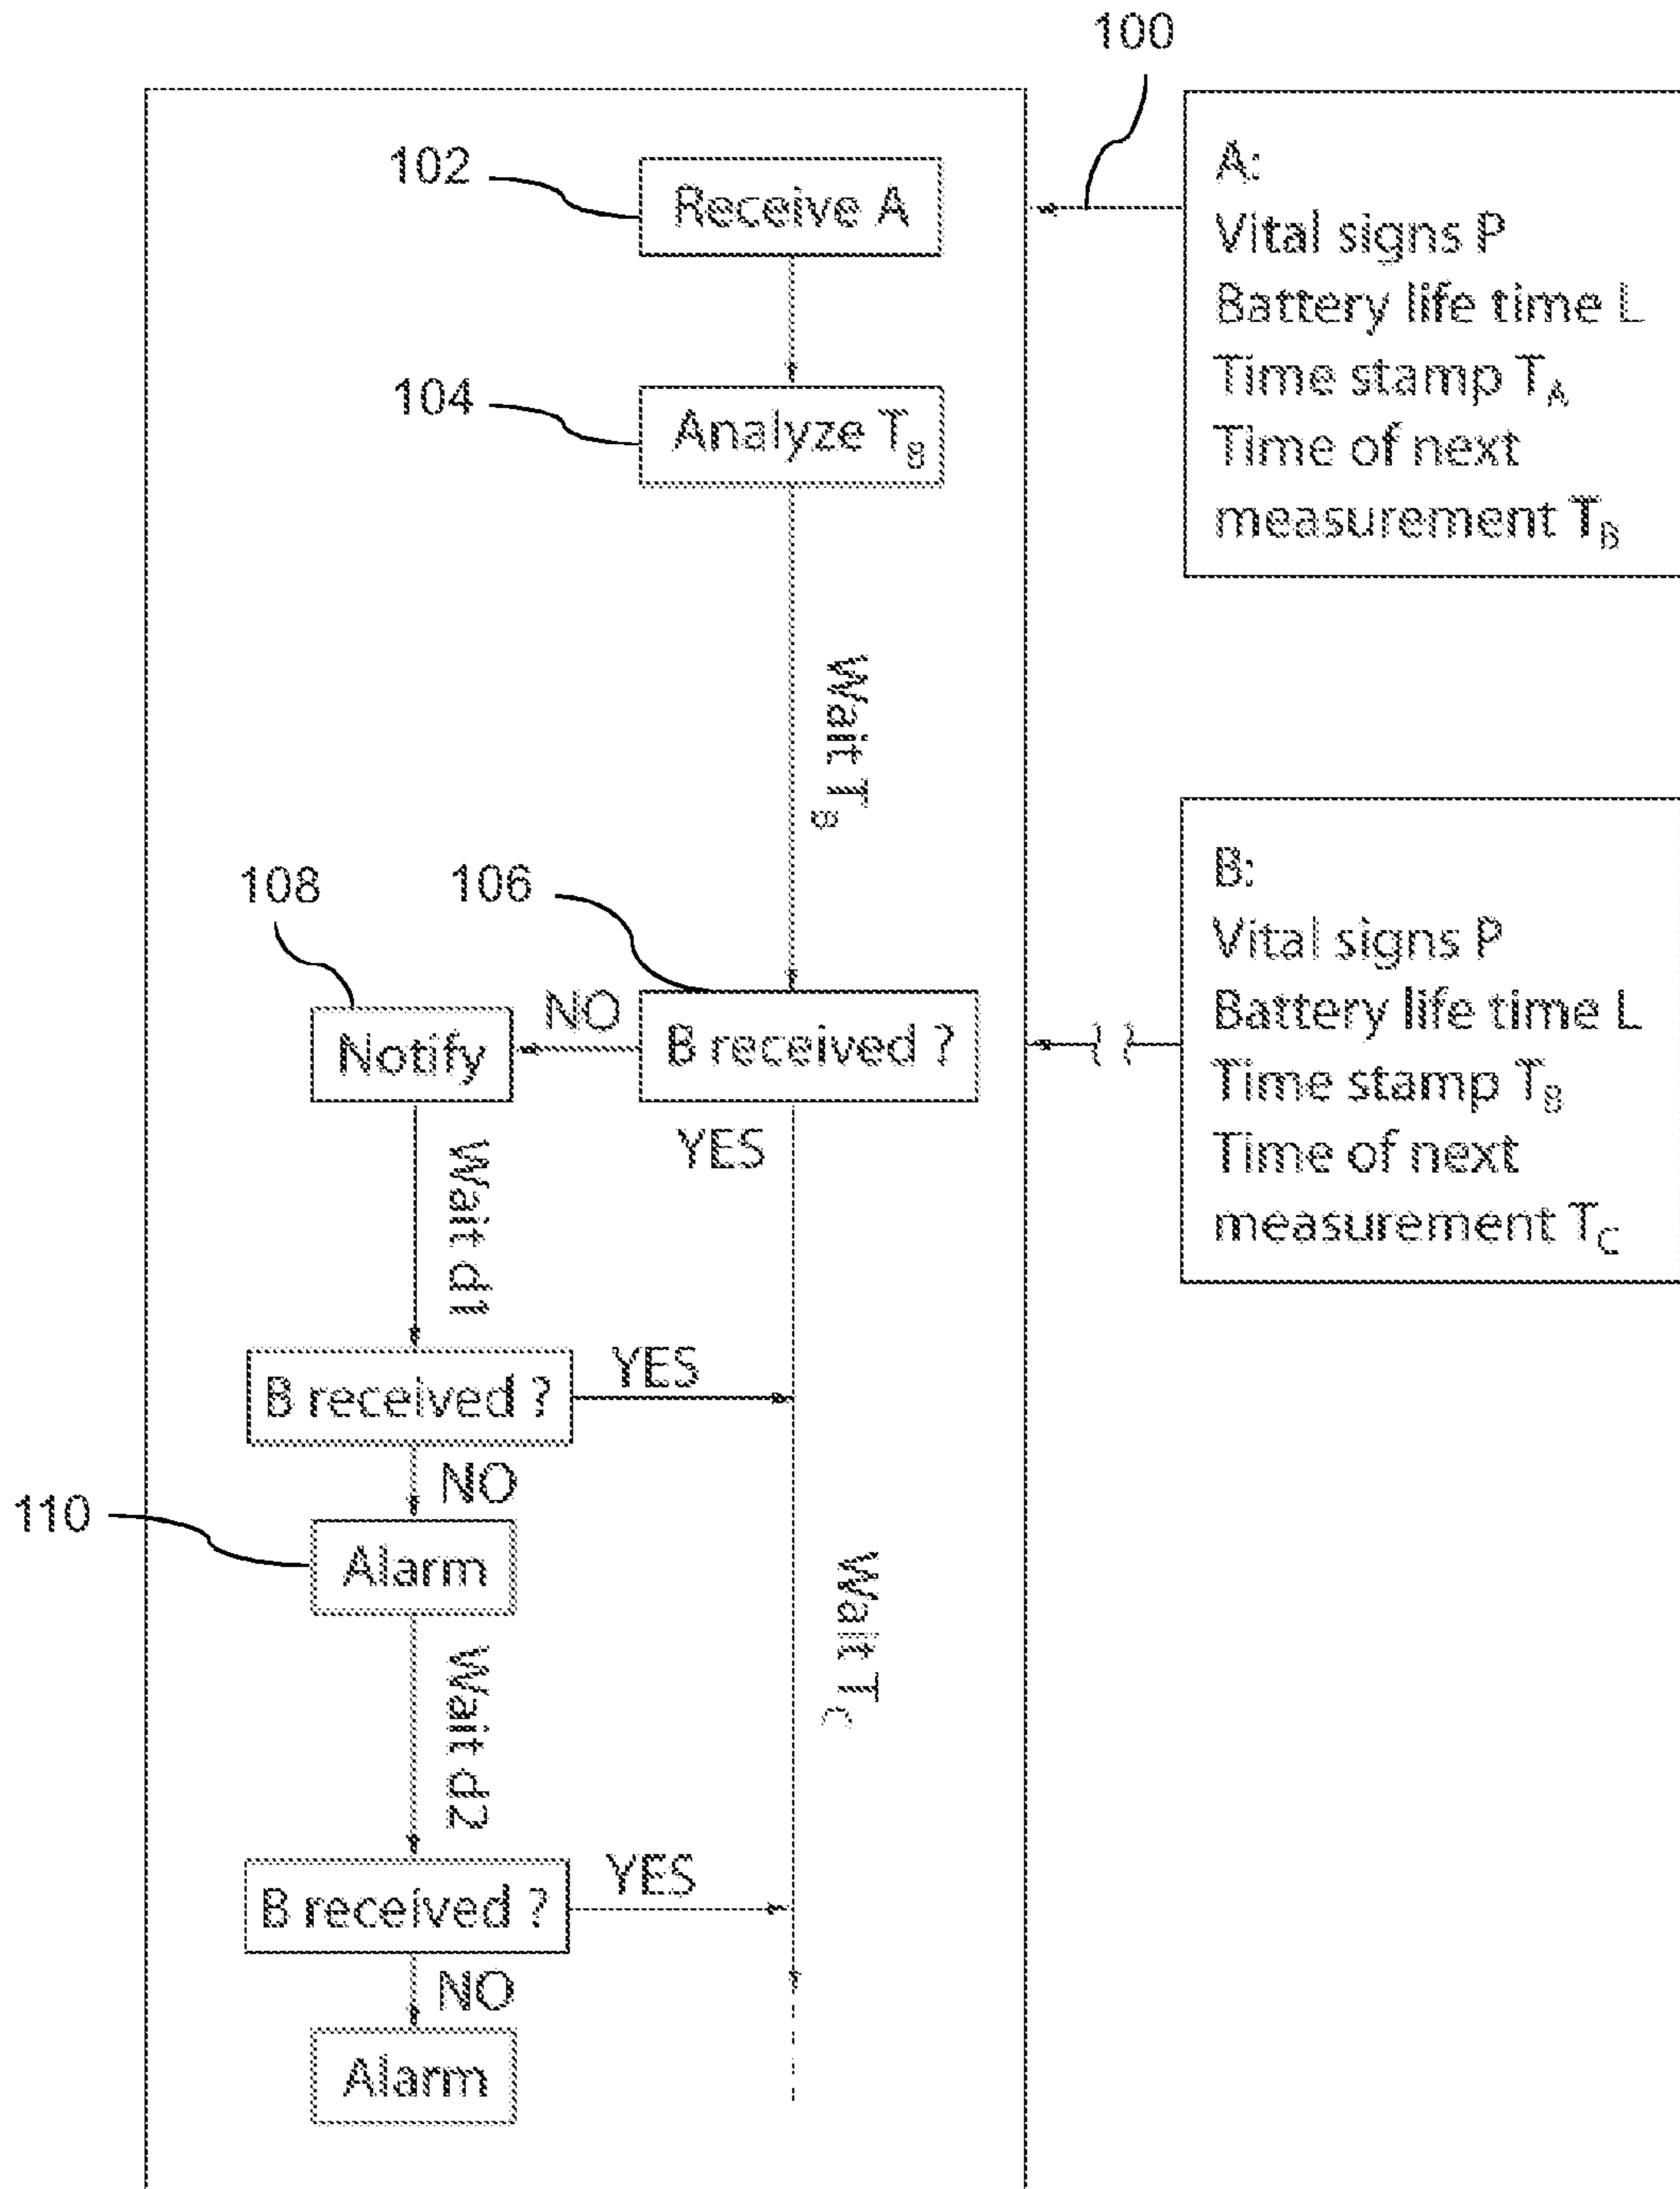 100
102
Receive A
A:
Vital signs P
Battery life time L
Time stamp T_A
Time of next
measurement T_B
104
Analyze T_B
Wait T_B
B:
Vital signs P
Battery life time L
Time stamp T_B
Time of next
measurement T_C
108
106
Notify
NO
B received ?
YES
Wait d1
B received ?
YES
NO
110
Alarm
Wait T_C
Wait d2
B received ?
YES
NO
Alarm